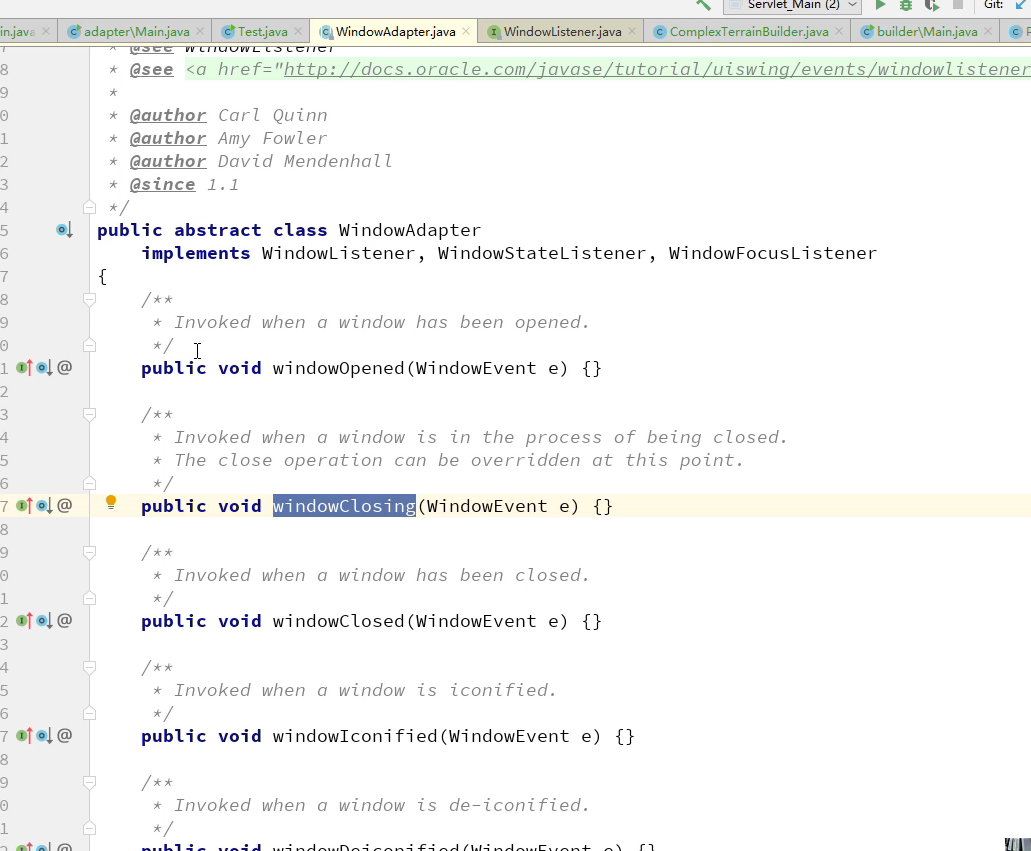 Servlet_Main (2) Git:
in.java adapter\Main.java Test.java WindowAdapter.java WindowListener.java ComplexTerrainBuilder.java builder\Main.java
* @see WindowListener
8 * @see <a href="http://docs.oracle.com/javase/tutorial/uiswing/events/windowlistener
9 *
0 * @author Carl Quinn
1 * @author Amy Fowler
2 * @author David Mendenhall
3 * @since 1.1
4 */
5 public abstract class WindowAdapter
6 implements WindowListener, WindowStateListener, WindowFocusListener
7 {
8 /**
9 * Invoked when a window has been opened.
0 */
1 @ public void windowOpened(WindowEvent e) {}
2
3 /**
4 * Invoked when a window is in the process of being closed.
5 * The close operation can be overridden at this point.
6 */
7 @ public void windowClosing(WindowEvent e) {}
8
9 /**
0 * Invoked when a window has been closed.
1 */
2 @ public void windowClosed(WindowEvent e) {}
3
4 /**
5 * Invoked when a window is iconified.
6 */
7 @ public void windowIconified(WindowEvent e) {}
8
9 /**
0 * Invoked when a window is de-iconified.
1 */
2 @ public void windowDeiconified(WindowEvent e) {}